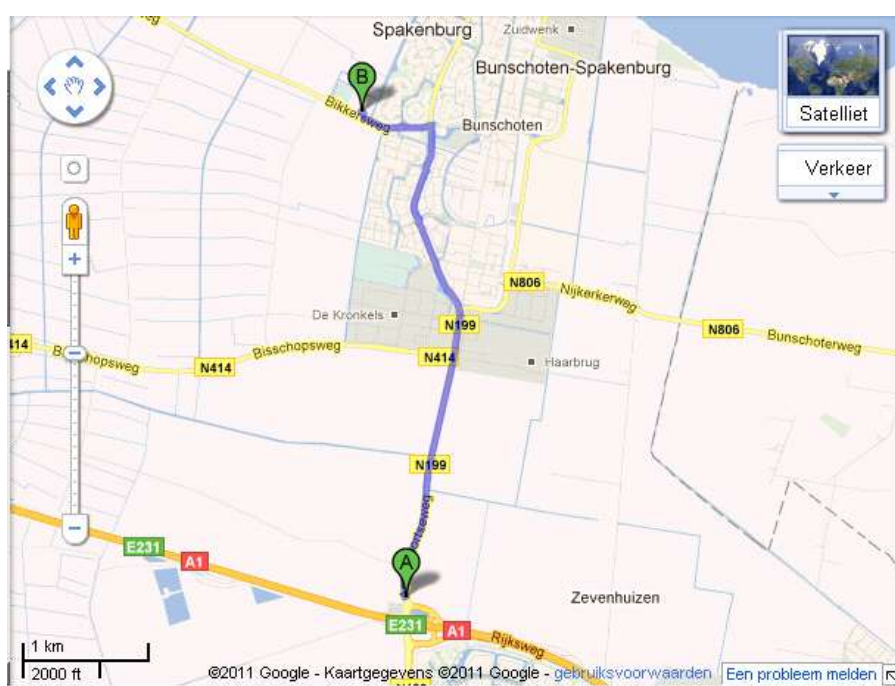 Spakenburg
Zuidwenk
Bunschoten-Spakenburg
B
Satelliet
Bikkersweg
Bunschoten
Verkeer
N806
Nijkerkerweg
De Kronkels
N199
N806
Bunschoterweg
414
Bisschopsweg
N414
Haarbrug
N414
N199
E231
A1
A
Zevenhuizen
E231
A1
Rijksweg
1 km
2000 ft
©2011 Google - Kaartgegevens ©2011 Google - gebruiksvoorwaarden
Een probleem melden